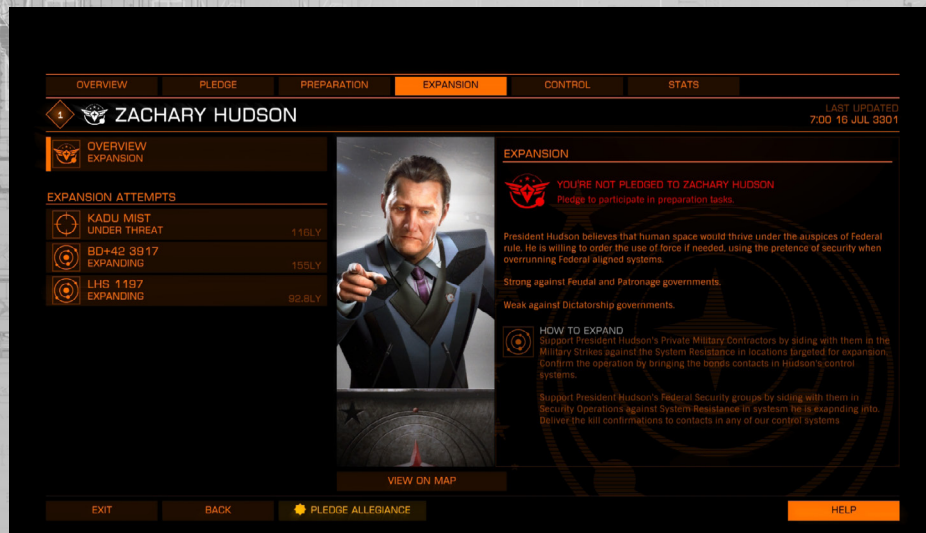 OVERVIEW PLEDGE PREPARATION EXPANSION CONTROL STATS
1 ZACHARY HUDSON
LAST UPDATED
7:00 16 JUL 3301
OVERVIEW
EXPANSION
EXPANSION ATTEMPTS
KADU MIST
UNDER THREAT 116LY
BD+42 3917
EXPANDING 155LY
LHS 1197
EXPANDING 92.8LY
VIEW ON MAP
EXPANSION
YOU'RE NOT PLEDGED TO ZACHARY HUDSON
Pledge to participate in preparation tasks.
President Hudson believes that human space would thrive under the auspices of Federal
rule. He is willing to order the use of force if needed, using the pretence of security when
overrunning Federal aligned systems.
Strong against Feudal and Patronage governments.
Weak against Dictatorship governments.
HOW TO EXPAND
Support President Hudson's Private Military Contractors by siding with them in the
Military Strikes against the System Resistance in locations targeted for expansion.
Confirm the operation by bringing the bonds contacts in Hudson's control
systems.
Support President Hudson's Federal Security groups by siding with them in
Security Operations against System Resistance in systesm he is exapnding into.
Deliver the kill confirmations to contacts in any of our control systems
EXIT BACK PLEDGE ALLEGIANCE HELP